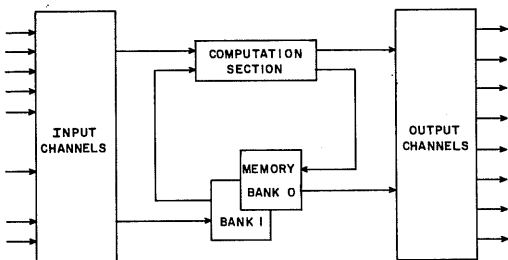 INPUT
CHANNELS
COMPUTATION
SECTION
MEMORY
BANK 0
BANK 1
OUTPUT
CHANNELS